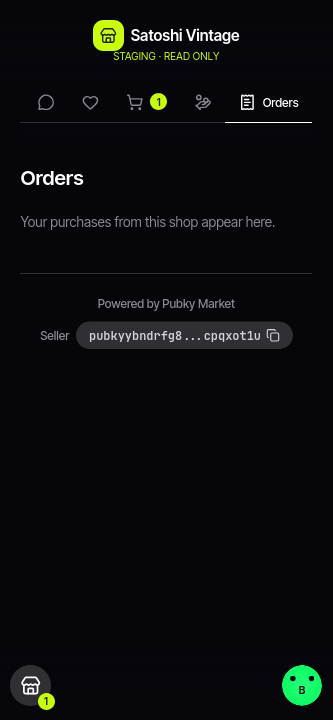 Satoshi Vintage
STAGING · READ ONLY
1
Orders
Orders
Your purchases from this shop appear here.
Powered by Pubky Market
Seller pubkyybndrfg8...cpqxot1u
1
B